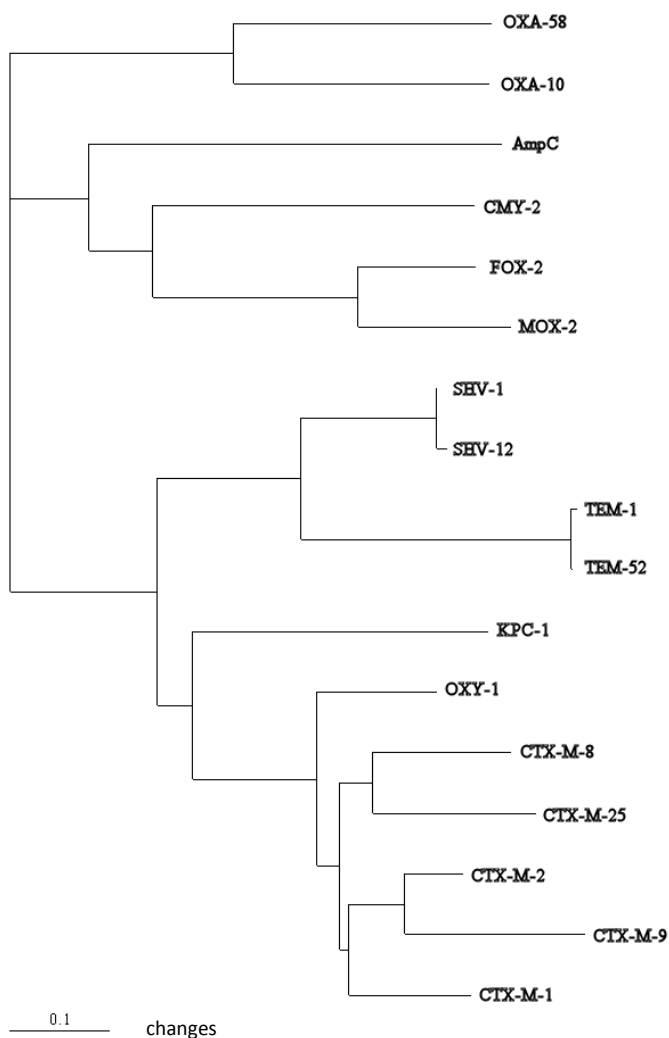 OXA-58
OXA-10
AmpC
CMY-2
FOX-2
MOX-2
SHV-1
SHV-12
TEM-1
TEM-52
KPC-1
OXY-1
CTX-M-8
CTX-M-25
CTX-M-2
CTX-M-9
CTX-M-1
0.1
changes